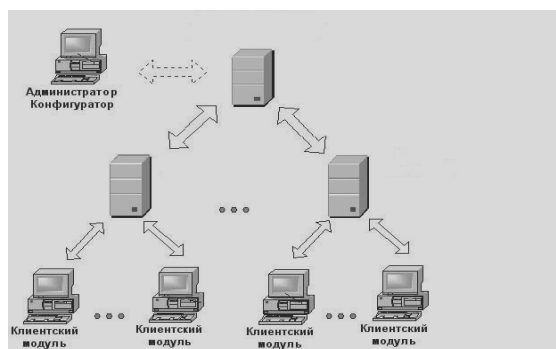 Администратор
Конфигуратор
Клиентский
модуль
Клиентский
модуль
Клиентский
модуль
Клиентский
модуль